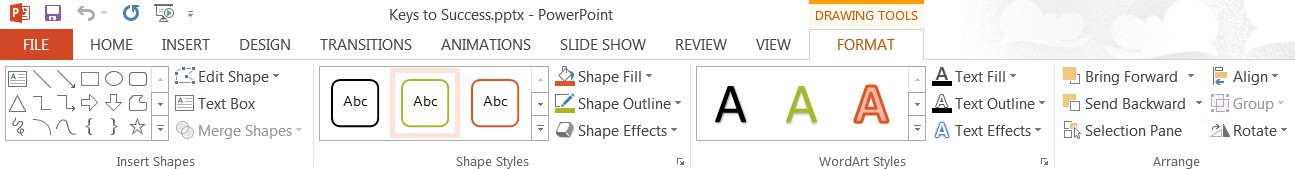 Keys to Success.pptx - PowerPoint
DRAWING TOOLS
FILE HOME INSERT DESIGN TRANSITIONS ANIMATIONS SLIDE SHOW REVIEW VIEW FORMAT
Edit Shape
Text Box
Merge Shapes
Insert Shapes
Abc Abc Abc
Shape Fill
Shape Outline
Shape Effects
Shape Styles
A A A
Text Fill
Text Outline
Text Effects
WordArt Styles
Bring Forward
Send Backward
Selection Pane
Align
Group
Rotate
Arrange